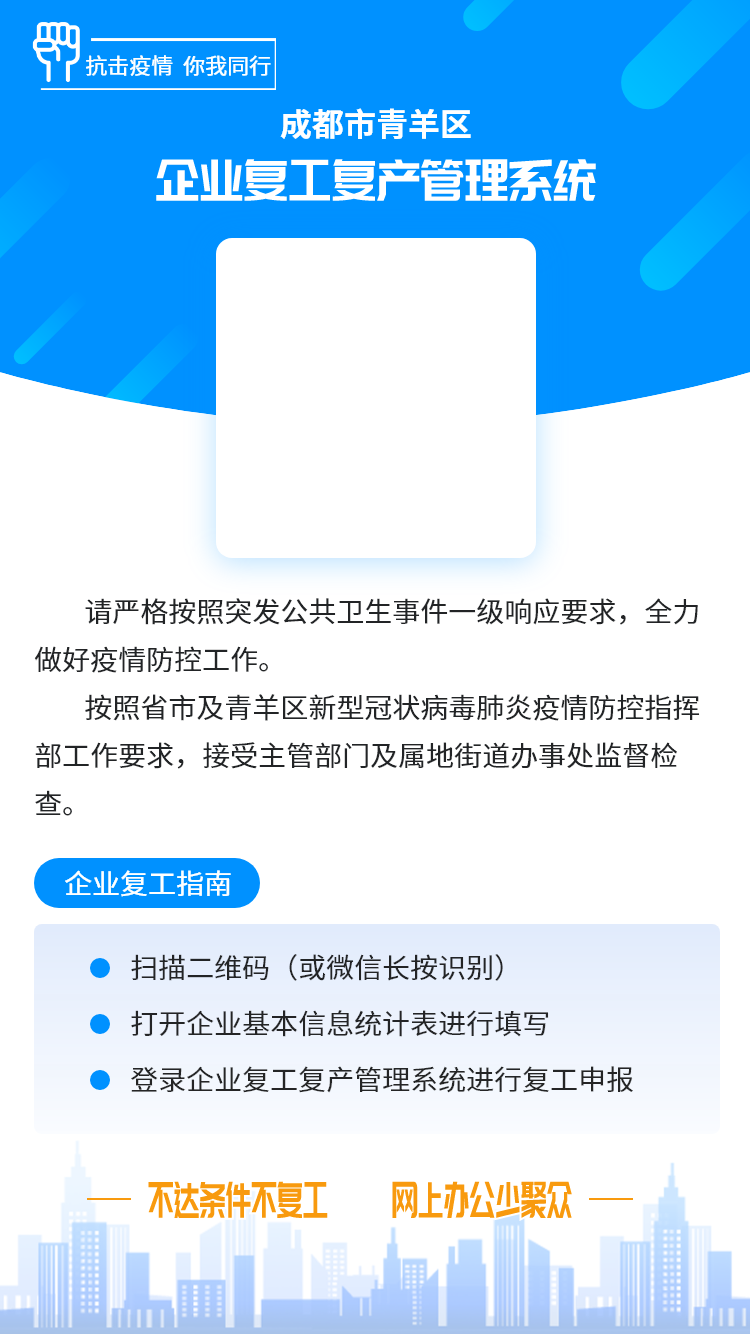 抗击疫情 你我同行
成都市青羊区
企业复工复产管理系统
请严格按照突发公共卫生事件一级响应要求，全力
做好疫情防控工作。
按照省市及青羊区新型冠状病毒肺炎疫情防控指挥
部工作要求，接受主管部门及属地街道办事处监督检
查。
企业复工指南
扫描二维码（或微信长按识别）
打开企业基本信息统计表进行填写
登录企业复工复产管理系统进行复工申报
不达条件不复工 网上办公少聚众